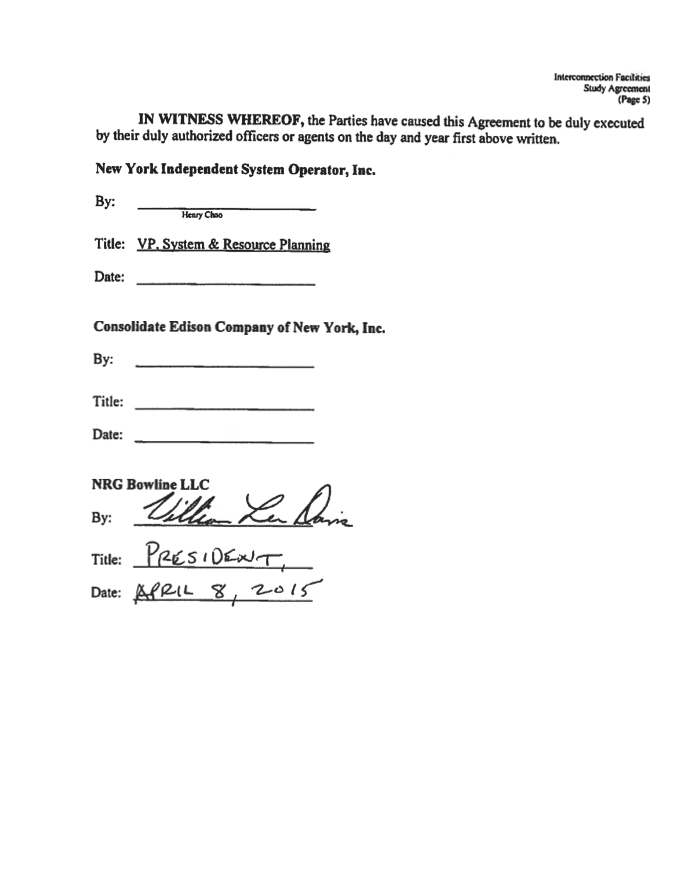 Interconnection Facilities
Study Agreement
(Page 5)
IN WITNESS WHEREOF, the Parties have caused this Agreement to be duly executed
by their duly authorized officers or agents on the day and year first above written.
New York Independent System Operator, Inc.
By:
Henry Chao
Title: VP, System & Resource Planning
Date:
Consolidate Edison Company of New York, Inc.
By:
Title:
Date:
NRG Bowline LLC
By: William Lee Davis
Title: PRESIDENT,
Date: APRIL 8, 2015